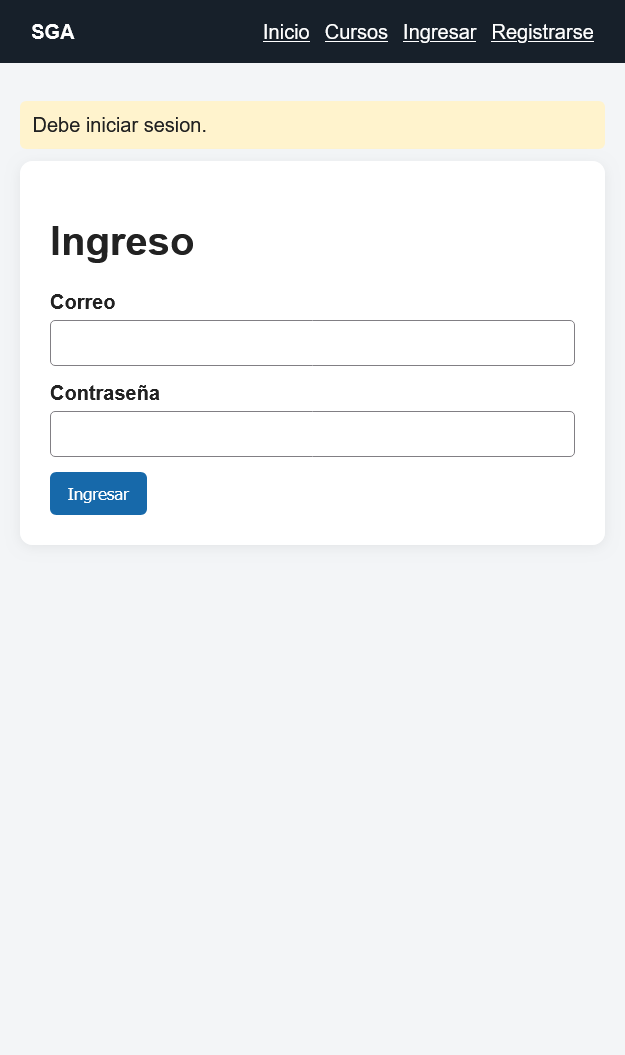 SGA
Inicio Cursos Ingresar Registrarse
Debe iniciar sesion.
Ingreso
Correo
Contraseña
Ingresar